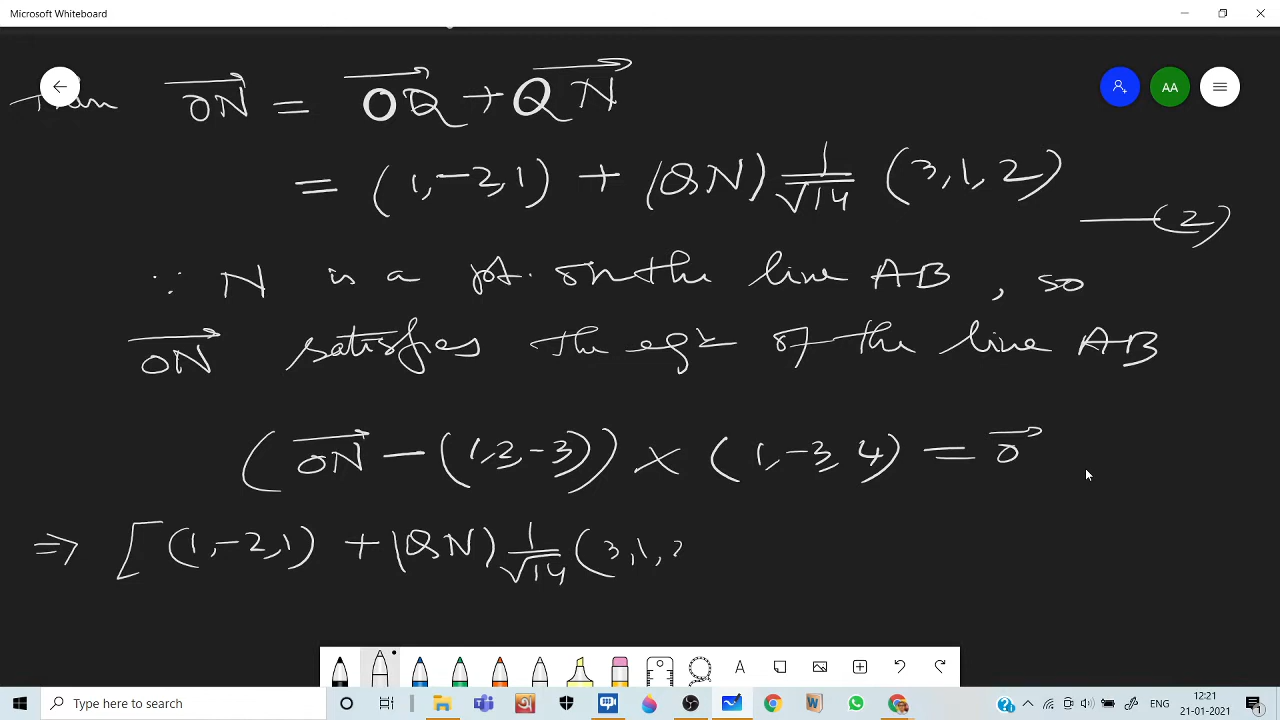 Microsoft Whiteboard
Then ON = OQ + QN
= (1,-2,1) + |QN| 1/√14 (3,1,2)
—(2)
∵ N is a pt. on the line AB, so
ON satisfies the eqn of the line AB
(ON - (1,2,-3)) × (1,-3,4) = 0
⇒ [(1,-2,1) + |QN| 1/√14 (3,1,2
AA
A
Type here to search
ENG
12:21
21-01-2021